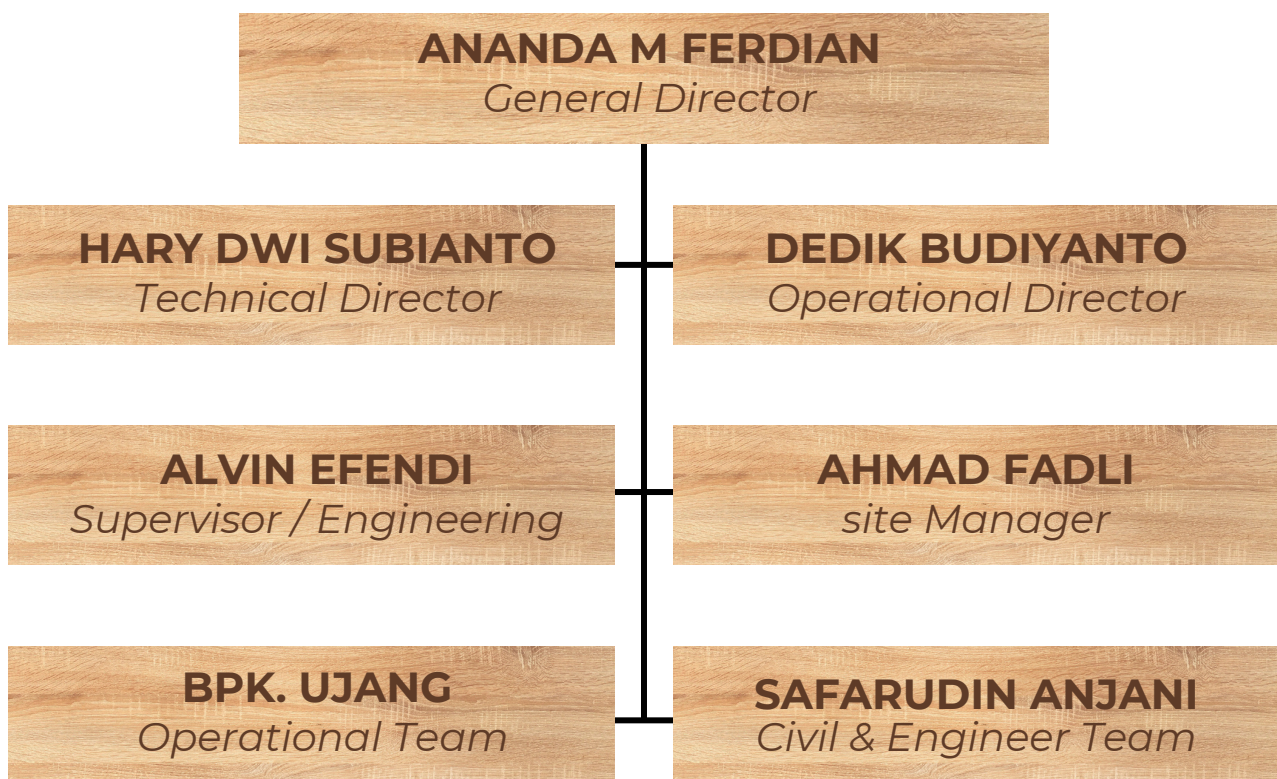 ANANDA M FERDIAN
General Director
HARY DWI SUBIANTO
Technical Director
DEDIK BUDIYANTO
Operational Director
ALVIN EFENDI
Supervisor / Engineering
AHMAD FADLI
site Manager
BPK. UJANG
Operational Team
SAFARUDIN ANJANI
Civil & Engineer Team